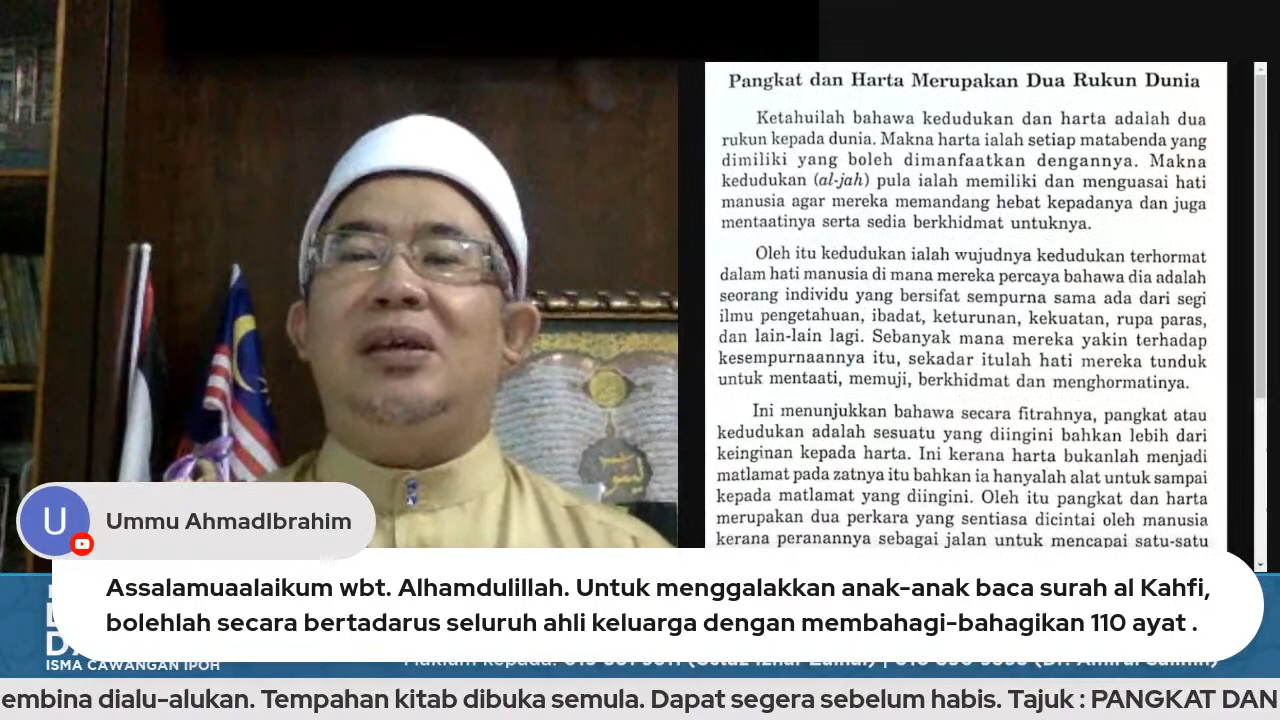 Pangkat dan Harta Merupakan Dua Rukun Dunia
Ketahuilah bahawa kedudukan dan harta adalah dua
rukun kepada dunia. Makna harta ialah setiap matabenda yang
dimiliki yang boleh dimanfaatkan dengannya. Makna
kedudukan (al-jah) pula ialah memiliki dan menguasai hati
manusia agar mereka memandang hebat kepadanya dan juga
mentaatinya serta sedia berkhidmat untuknya.
Oleh itu kedudukan ialah wujudnya kedudukan terhormat
dalam hati manusia di mana mereka percaya bahawa dia adalah
seorang individu yang bersifat sempurna sama ada dari segi
ilmu pengetahuan, ibadat, keturunan, kekuatan, rupa paras,
dan lain-lain lagi. Sebanyak mana mereka yakin terhadap
kesempurnaannya itu, sekadar itulah hati mereka tunduk
untuk mentaati, memuji, berkhidmat dan menghormatinya.
Ini menunjukkan bahawa secara fitrahnya, pangkat atau
kedudukan adalah sesuatu yang diingini bahkan lebih dari
keinginan kepada harta. Ini kerana harta bukanlah menjadi
matlamat pada zatnya itu bahkan ia hanyalah alat untuk sampai
kepada matlamat yang diingini. Oleh itu pangkat dan harta
merupakan dua perkara yang sentiasa dicintai oleh manusia
kerana peranannya sebagai jalan untuk mencapai satu-satu
U
Ummu AhmadIbrahim
Assalamuaalaikum wbt. Alhamdulillah. Untuk menggalakkan anak-anak baca surah al Kahfi,
bolehlah secara bertadarus seluruh ahli keluarga dengan membahagi-bahagikan 110 ayat .
ISMA CAWANGAN IPOH
embina dialu-alukan. Tempahan kitab dibuka semula. Dapat segera sebelum habis. Tajuk : PANGKAT DAN